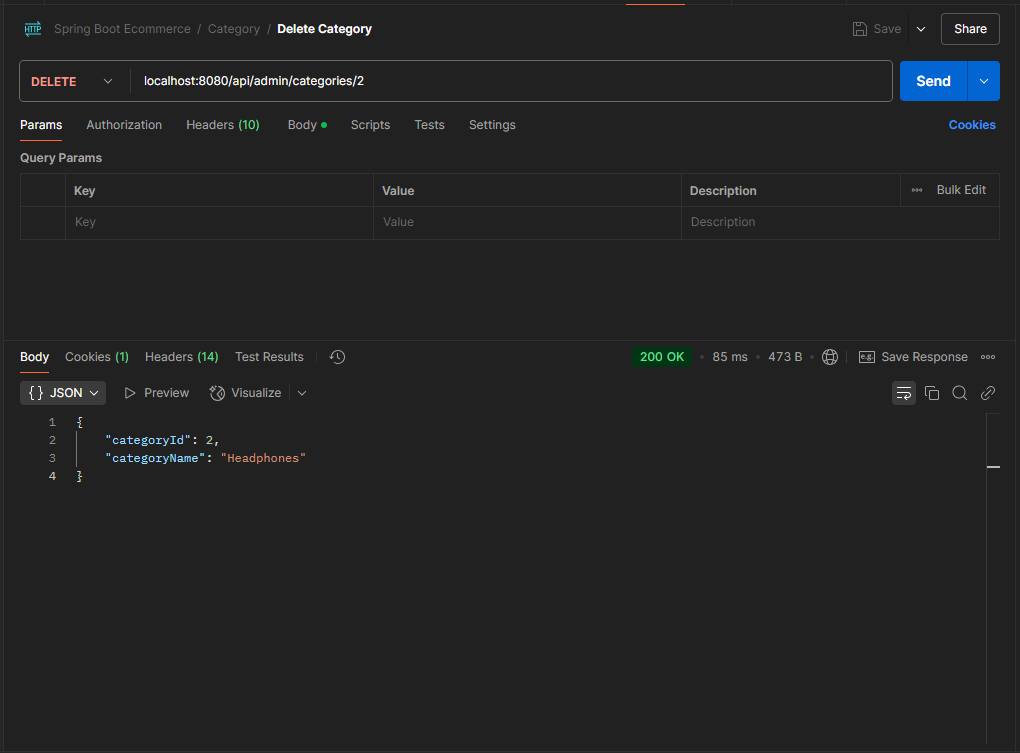 HTTP Spring Boot Ecommerce / Category / Delete Category Save Share
DELETE localhost:8080/api/admin/categories/2 Send
Params Authorization Headers (10) Body Scripts Tests Settings Cookies
Query Params
Key Value Description Bulk Edit
Key Value Description
Body Cookies (1) Headers (14) Test Results 200 OK 85 ms 473 B e.g. Save Response
{} JSON Preview Visualize
1 {
2 "categoryId": 2,
3 "categoryName": "Headphones"
4 }